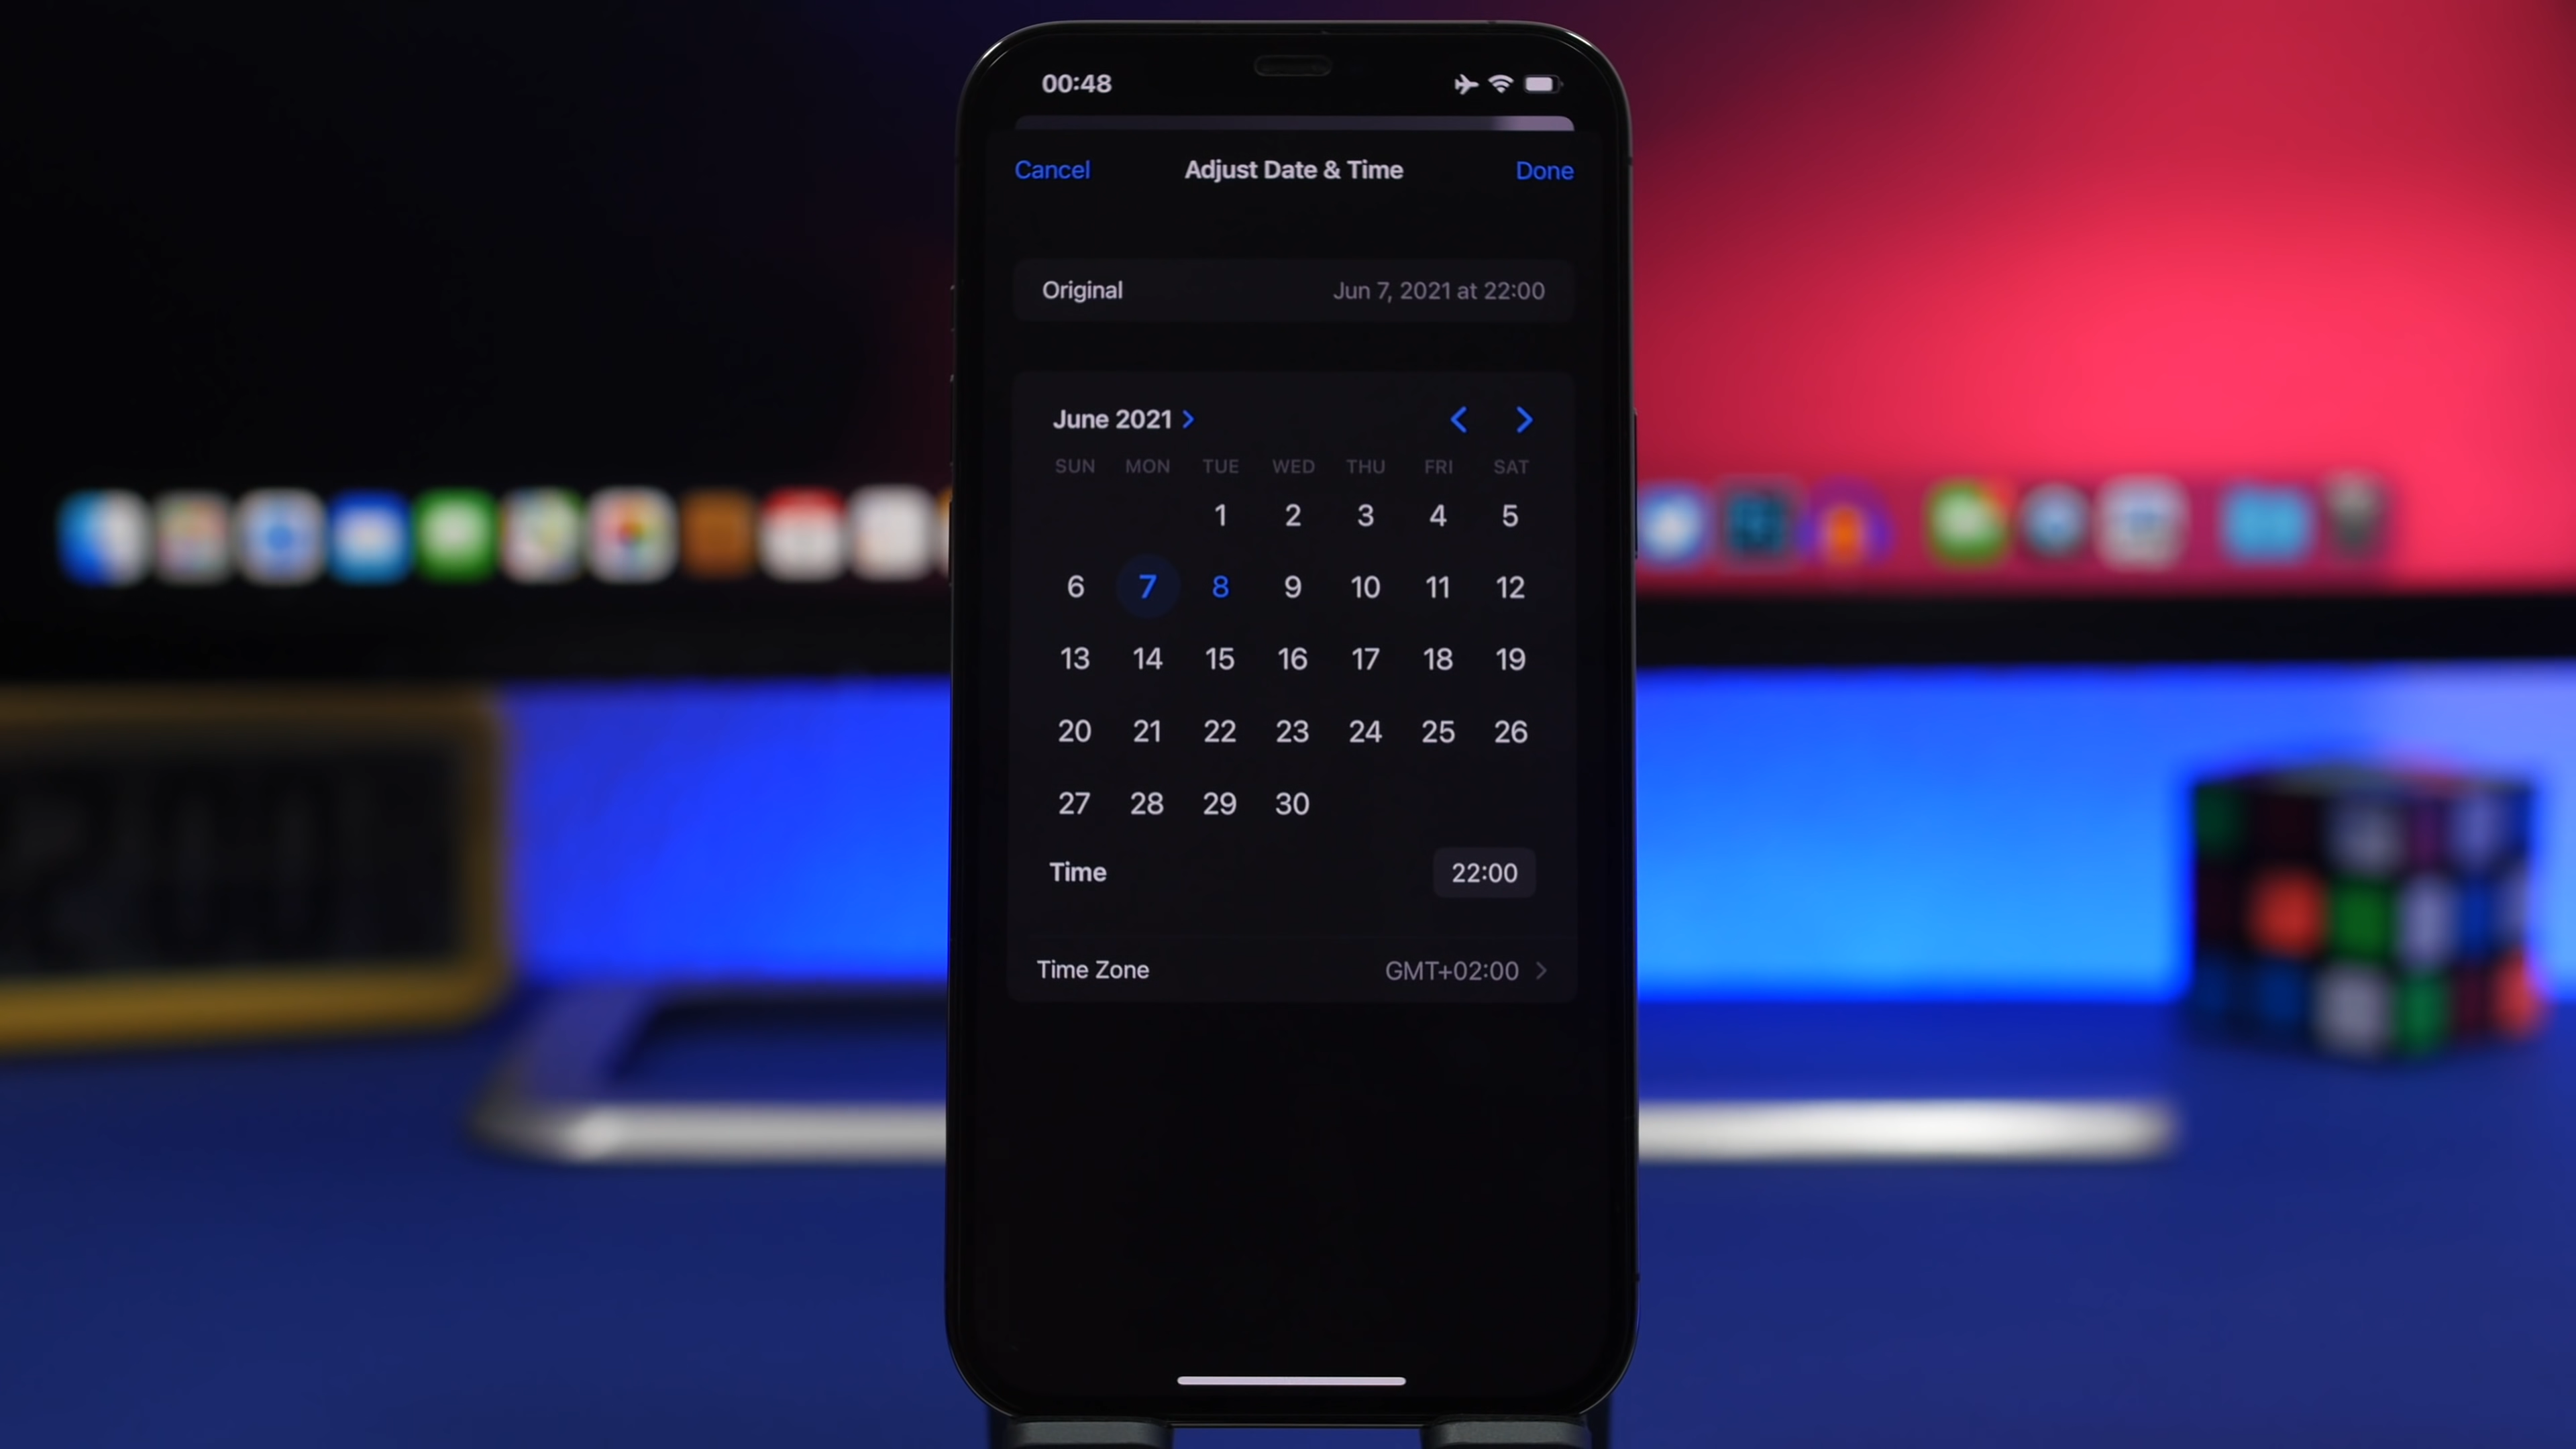 00:48
Cancel Adjust Date & Time Done
Original Jun 7, 2021 at 22:00
June 2021
SUN MON TUE WED THU FRI SAT
1 2 3 4 5
6 7 8 9 10 11 12
13 14 15 16 17 18 19
20 21 22 23 24 25 26
27 28 29 30
Time 22:00
Time Zone GMT+02:00